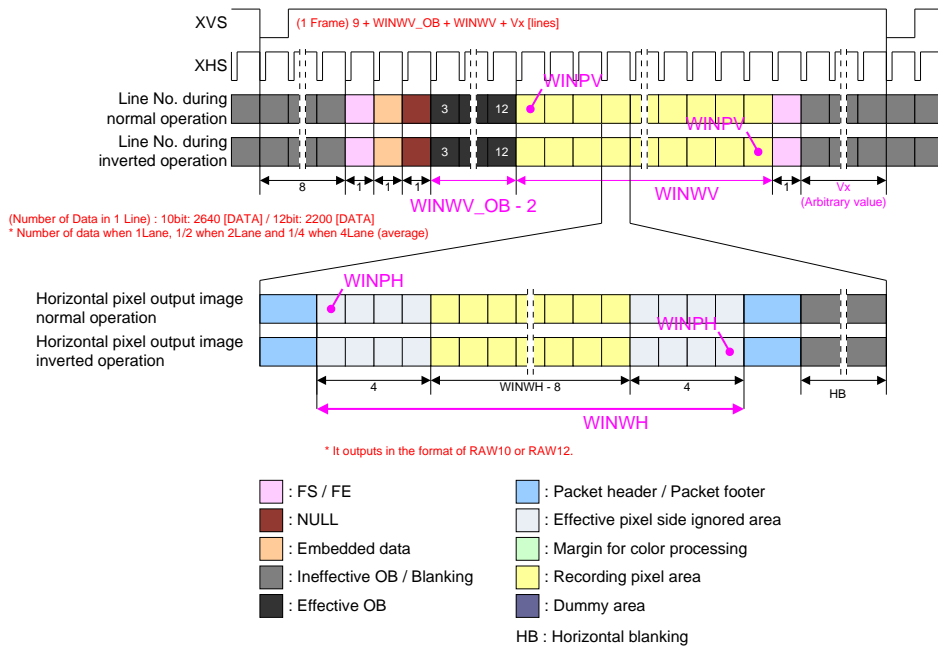 XVS
(1 Frame) 9 + WINWV_OB + WINWV + Vx [lines]
XHS
WINPV
Line No. during
normal operation
3
12
WINPV
Line No. during
inverted operation
3
12
8
1
1
1
WINWV_OB - 2
WINWV
1
Vx
(Arbitrary value)
(Number of Data in 1 Line) : 10bit: 2640 [DATA] / 12bit: 2200 [DATA]
* Number of data when 1Lane, 1/2 when 2Lane and 1/4 when 4Lane (average)
WINPH
Horizontal pixel output image
normal operation
WINPH
Horizontal pixel output image
inverted operation
4
WINWH - 8
4
HB
WINWH
* It outputs in the format of RAW10 or RAW12.
: FS / FE
: NULL
: Embedded data
: Ineffective OB / Blanking
: Effective OB
: Packet header / Packet footer
: Effective pixel side ignored area
: Margin for color processing
: Recording pixel area
: Dummy area
HB : Horizontal blanking